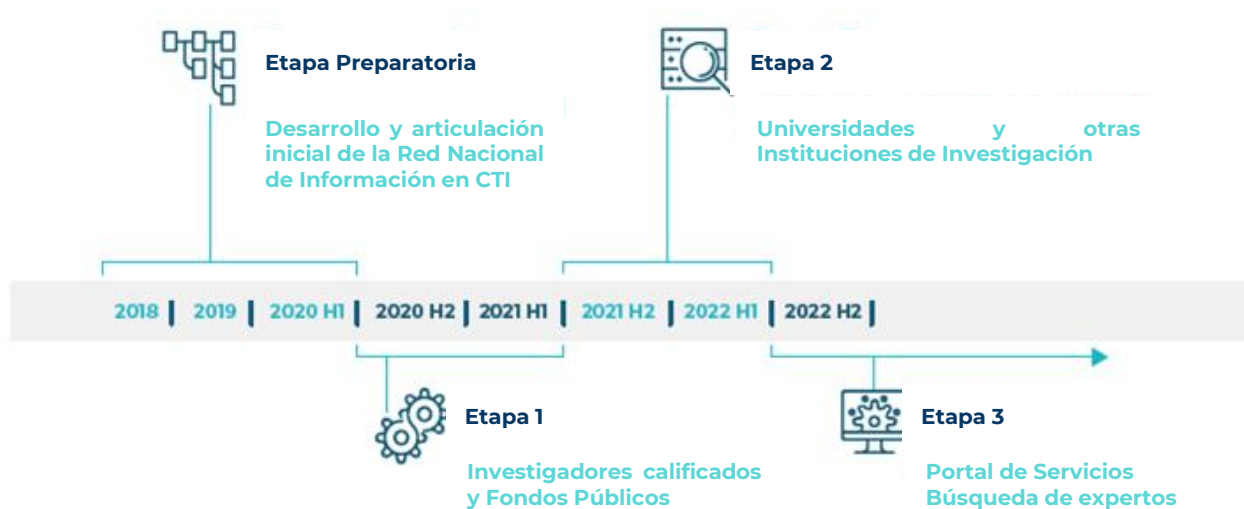 Etapa Preparatoria
Desarrollo y articulación
inicial de la Red Nacional
de Información en CTI
Etapa 2
Universidades y otras
Instituciones de Investigación
2018 2019 2020 H1 2020 H2 2021 H1 2021 H2 2022 H1 2022 H2
Etapa 1
Investigadores calificados
y Fondos Públicos
Etapa 3
Portal de Servicios
Búsqueda de expertos